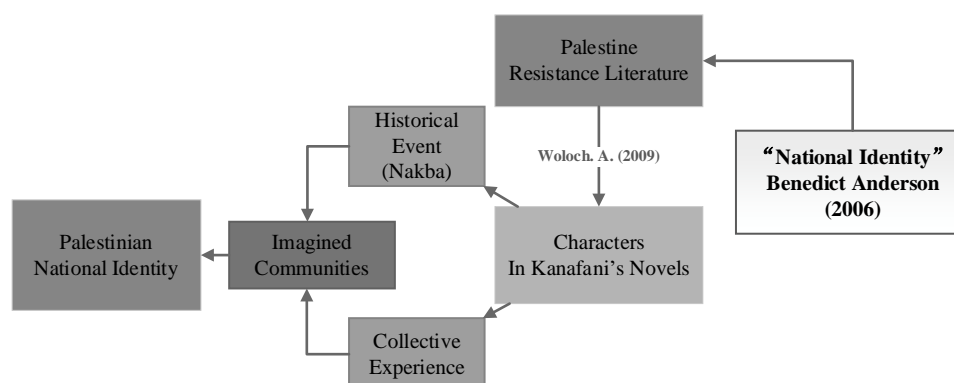 Palestine
Resistance Literature
Historical
Event
(Nakba)
Woloch. A. (2009)
“National Identity”
Benedict Anderson
(2006)
Palestinian
National Identity
Imagined
Communities
Characters
In Kanafani’s Novels
Collective
Experience